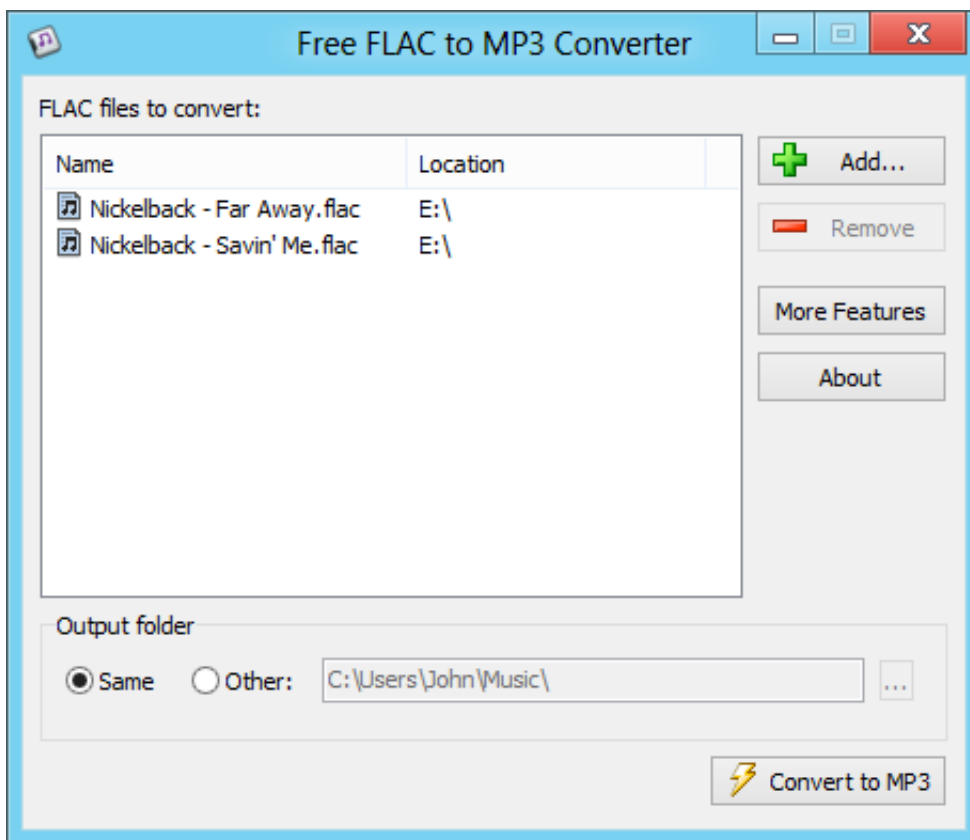 Free FLAC to MP3 Converter
FLAC files to convert:
Name Location
Nickelback - Far Away.flac E:\
Nickelback - Savin' Me.flac E:\
Add...
Remove
More Features
About
Output folder
Same Other: C:\Users\John\Music\ ...
Convert to MP3